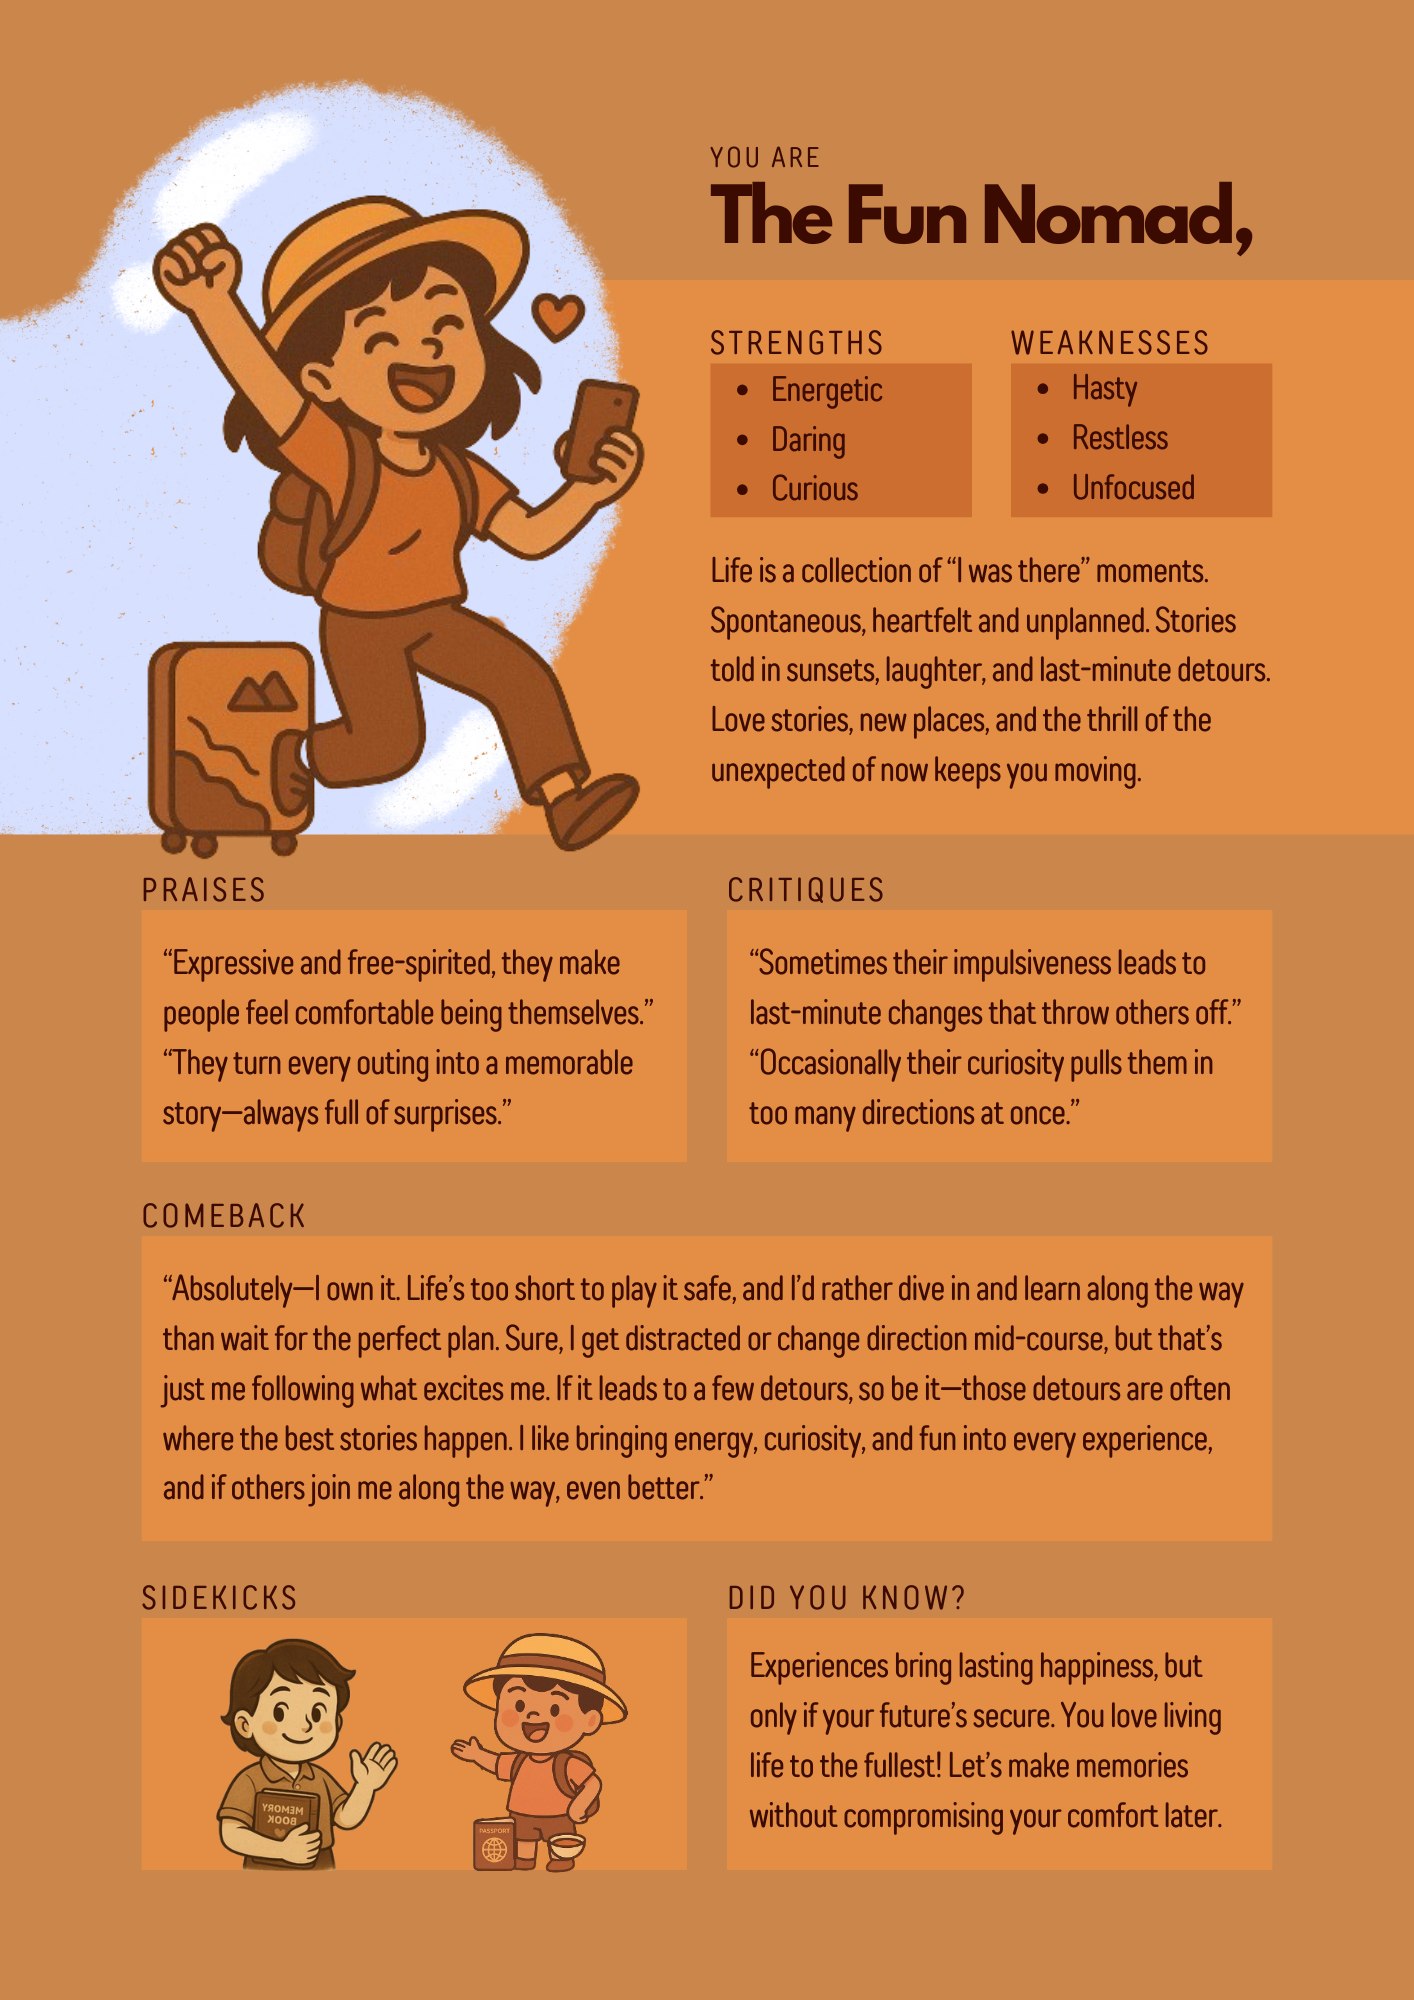 YOU ARE
The Fun Nomad,
STRENGTHS
• Energetic
• Daring
• Curious
WEAKNESSES
• Hasty
• Restless
• Unfocused
Life is a collection of “I was there” moments.
Spontaneous, heartfelt and unplanned. Stories
told in sunsets, laughter, and last-minute detours.
Love stories, new places, and the thrill of the
unexpected of now keeps you moving.
PRAISES
“Expressive and free-spirited, they make
people feel comfortable being themselves.”
“They turn every outing into a memorable
story—always full of surprises.”
CRITIQUES
“Sometimes their impulsiveness leads to
last-minute changes that throw others off.”
“Occasionally their curiosity pulls them in
too many directions at once.”
COMEBACK
“Absolutely—I own it. Life’s too short to play it safe, and I’d rather dive in and learn along the way
than wait for the perfect plan. Sure, I get distracted or change direction mid-course, but that’s
just me following what excites me. If it leads to a few detours, so be it—those detours are often
where the best stories happen. I like bringing energy, curiosity, and fun into every experience,
and if others join me along the way, even better.”
SIDEKICKS
MEMORY
BOOK
PASSPORT
DID YOU KNOW?
Experiences bring lasting happiness, but
only if your future’s secure. You love living
life to the fullest! Let’s make memories
without compromising your comfort later.